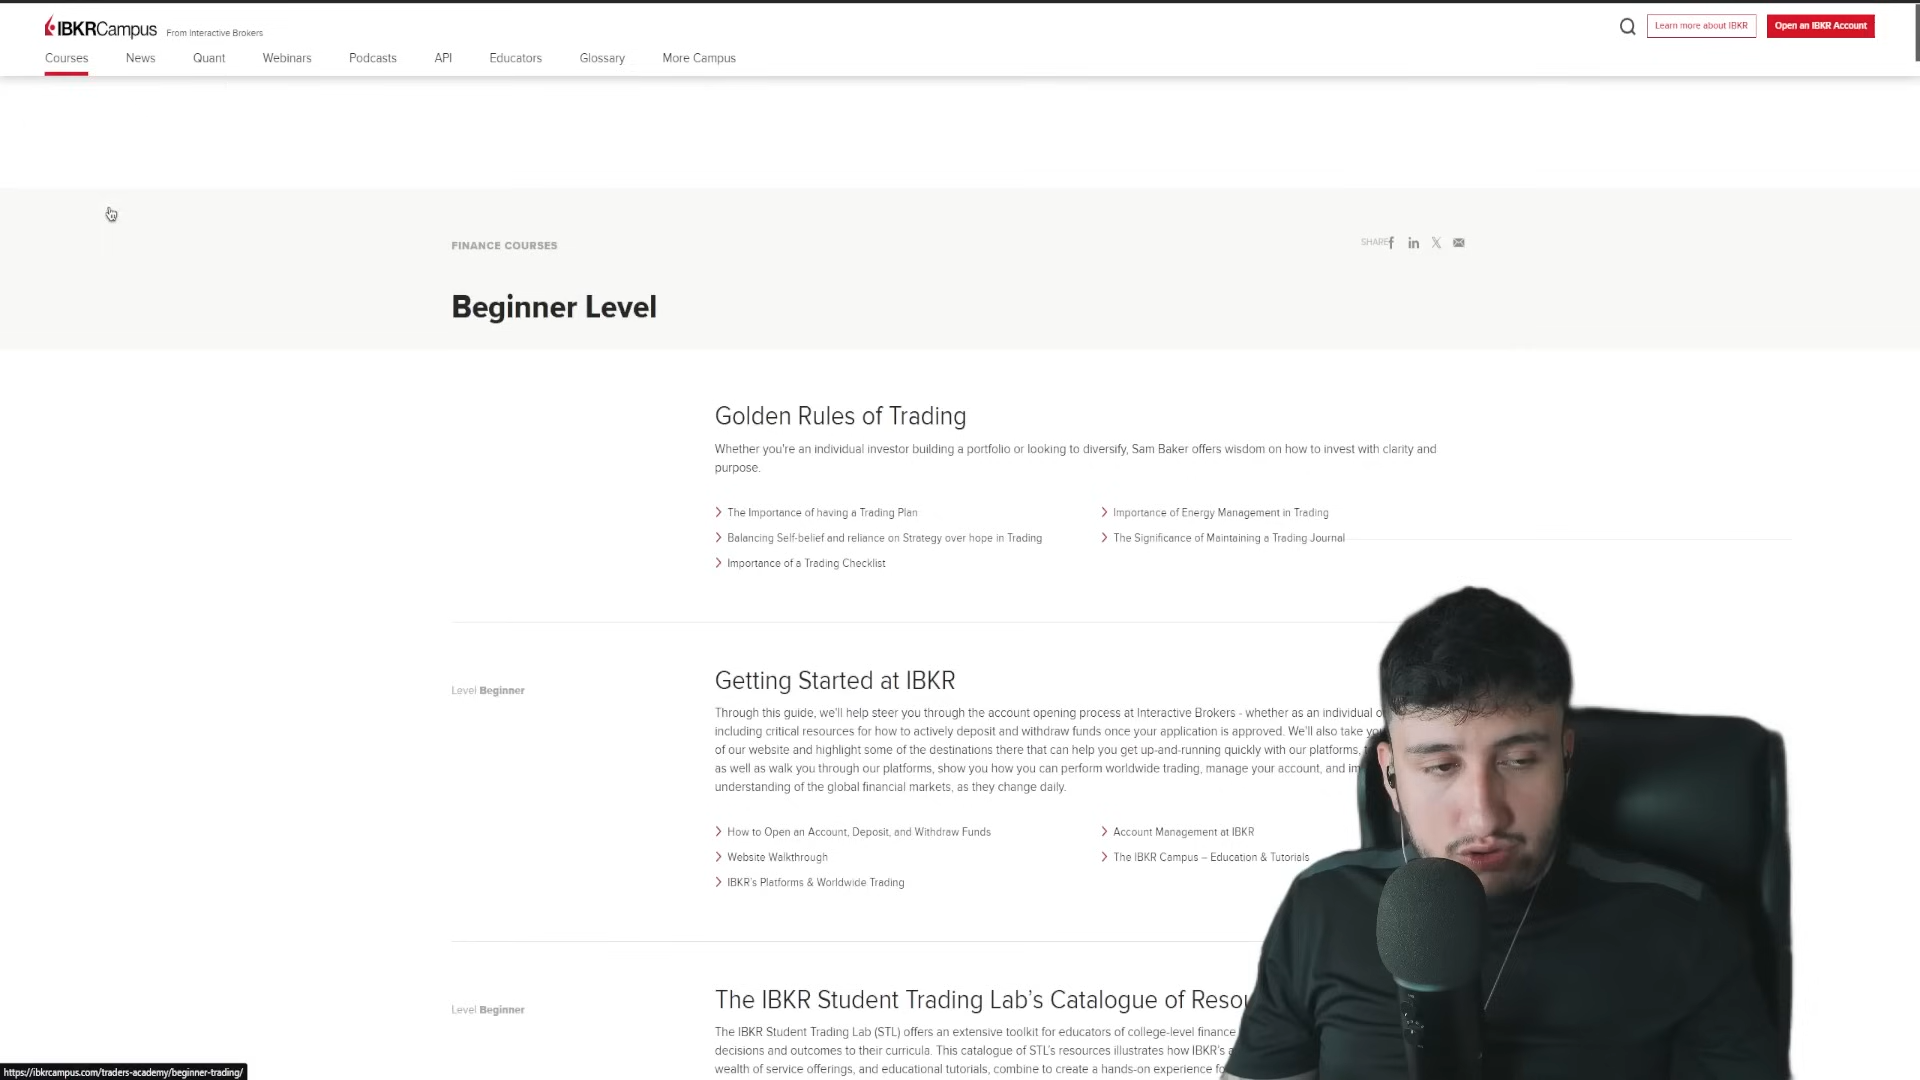 IBKRCampus From Interactive Brokers
Learn more about IBKR
Open an IBKR Account
Courses News Quant Webinars Podcasts API Educators Glossary More Campus
FINANCE COURSES
SHARE
Beginner Level
Golden Rules of Trading
Whether you're an individual investor building a portfolio or looking to diversify, Sam Baker offers wisdom on how to invest with clarity and
purpose.
The Importance of having a Trading Plan
Importance of Energy Management in Trading
Balancing Self-belief and reliance on Strategy over hope in Trading
The Significance of Maintaining a Trading Journal
Importance of a Trading Checklist
Level Beginner
Getting Started at IBKR
Through this guide, we'll help steer you through the account opening process at Interactive Brokers - whether as an individual
including critical resources for how to actively deposit and withdraw funds once your application is approved. We'll also take
of our website and highlight some of the destinations there that can help you get up-and-running quickly with our platforms,
as well as walk you through our platforms, show you how you can perform worldwide trading, manage your account, and
understanding of the global financial markets, as they change daily.
How to Open an Account, Deposit, and Withdraw Funds
Account Management at IBKR
Website Walkthrough
The IBKR Campus – Education & Tutorials
IBKR's Platforms & Worldwide Trading
Level Beginner
The IBKR Student Trading Lab's Catalogue of
The IBKR Student Trading Lab (STL) offers an extensive toolkit for educators of college-level finance
decisions and outcomes to their curricula. This catalogue of STL's resources illustrates how IBKR's
wealth of service offerings, and educational tutorials, combine to create a hands-on experience
https://ibkrcampus.com/traders-academy/beginner-trading/